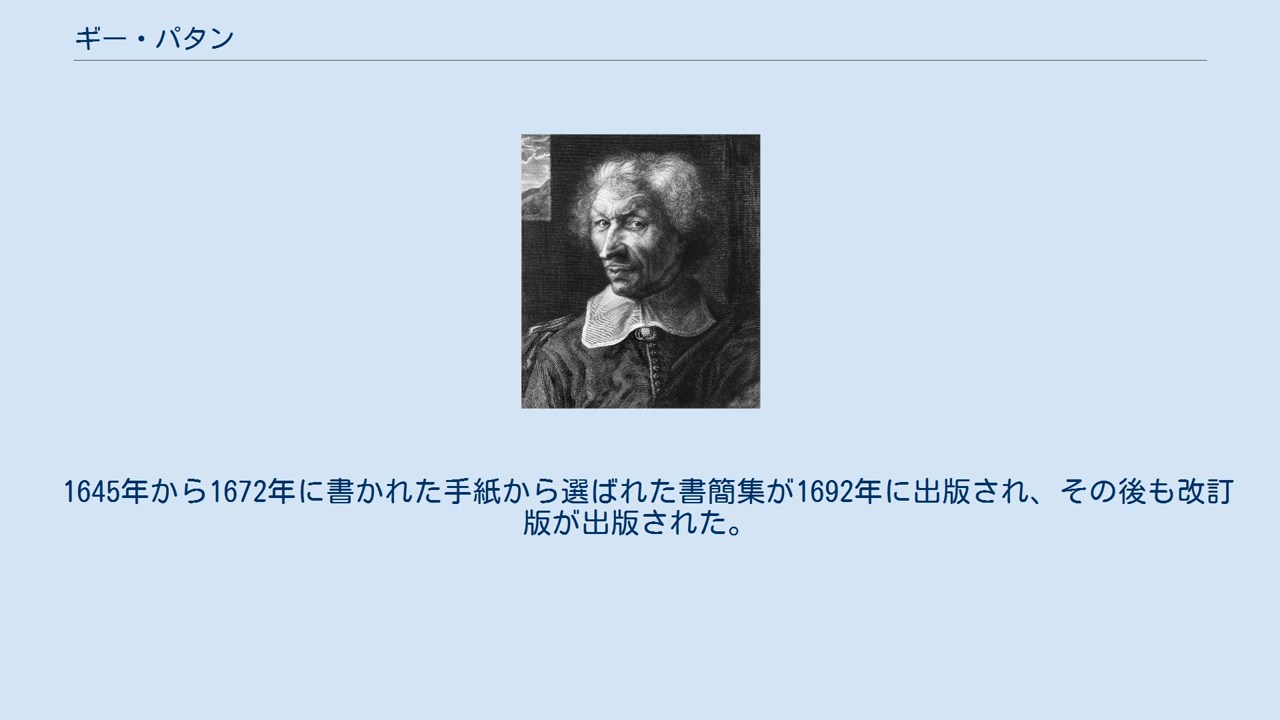 ギー・パタン
1645年から1672年に書かれた手紙から選ばれた書簡集が1692年に出版され、その後も改訂
版が出版された。